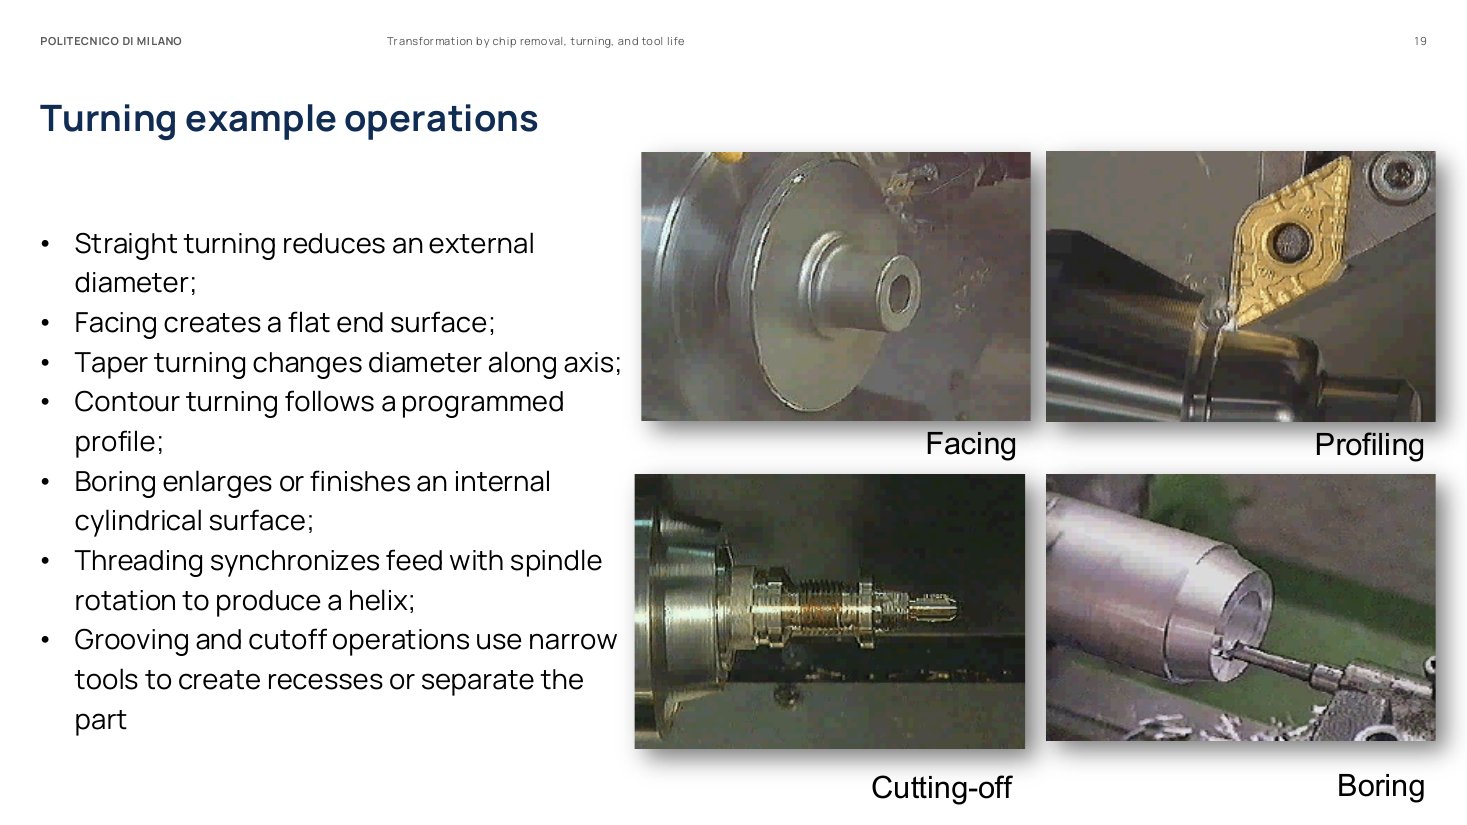 POLITECNICO DI MILANO
Transformation by chip removal, turning, and tool life
19
Turning example operations
• Straight turning reduces an external
diameter;
• Facing creates a flat end surface;
• Taper turning changes diameter along axis;
• Contour turning follows a programmed
profile;
• Boring enlarges or finishes an internal
cylindrical surface;
• Threading synchronizes feed with spindle
rotation to produce a helix;
• Grooving and cutoff operations use narrow
tools to create recesses or separate the
part
Facing
Profiling
Cutting-off
Boring